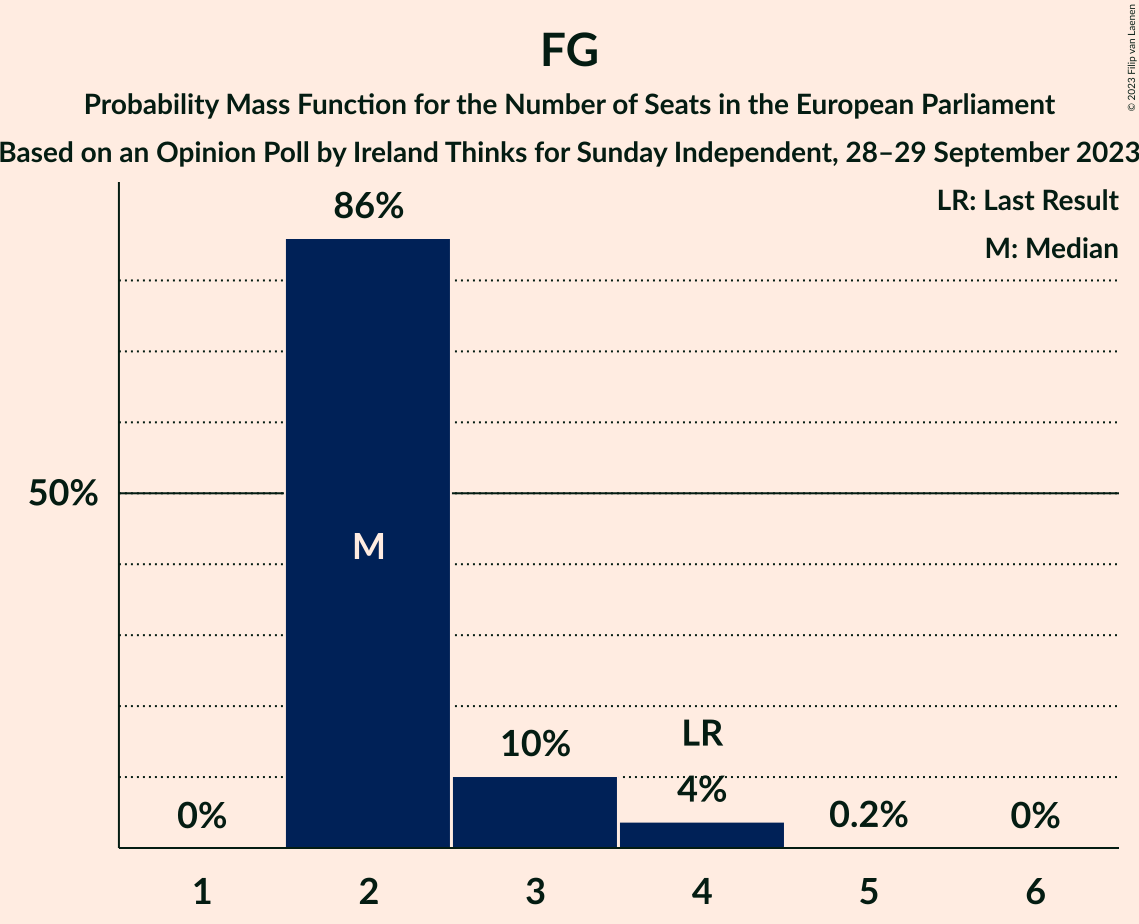 FG
Probability Mass Function for the Number of Seats in the European Parliament
Based on an Opinion Poll by Ireland Thinks for Sunday Independent, 28–29 September 2023
© 2023 Filip van Laenen
LR: Last Result
M: Median
86%
50%
M
LR
10%
4%
0%
0.2%
0%
1 2 3 4 5 6